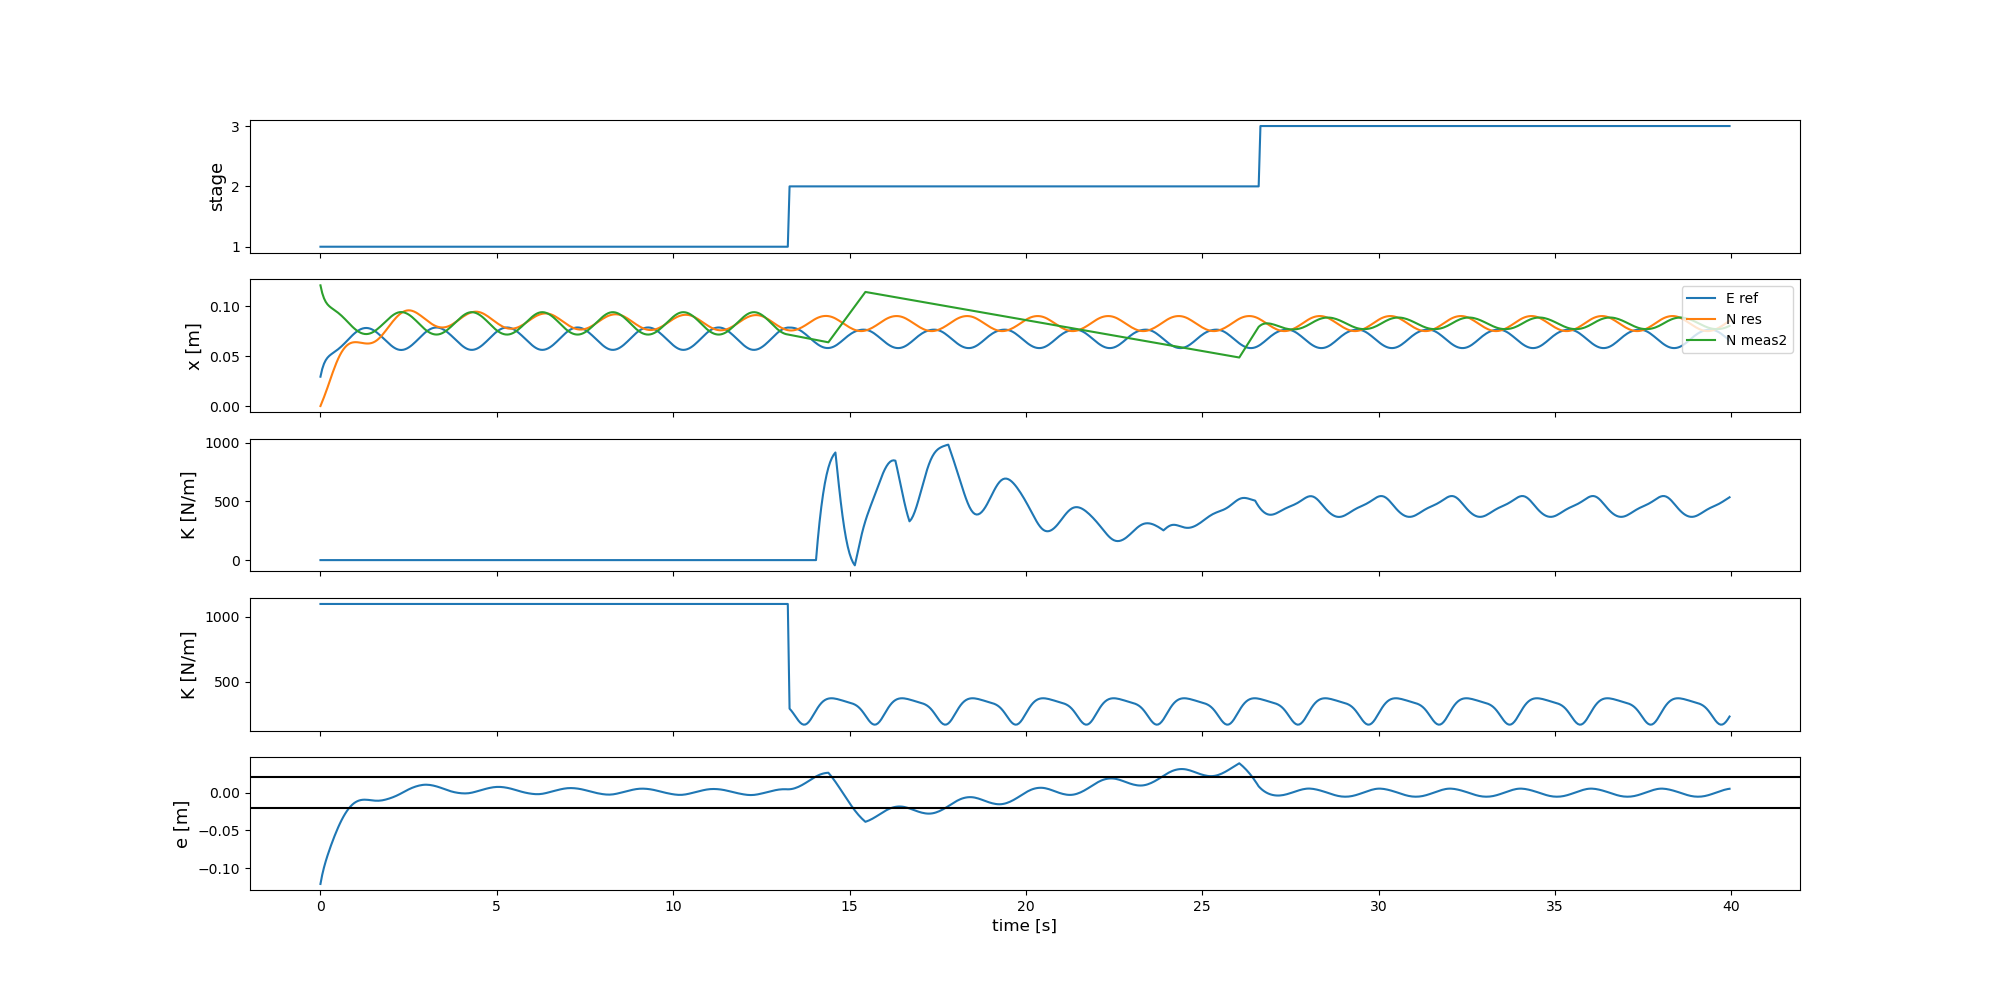 3
2
1
stage
0.10
0.05
0.00
x [m]
E ref
N res
N meas2
1000
500
0
K [N/m]
1000
500
K [N/m]
0.00
−0.05
−0.10
e [m]
0 5 10 15 20 25 30 35 40
time [s]